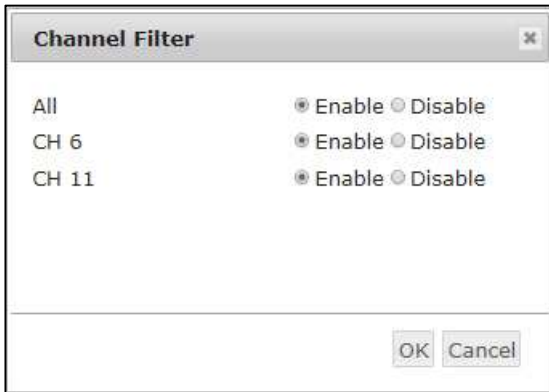 Channel Filter
All Enable Disable
CH 6 Enable Disable
CH 11 Enable Disable
OK Cancel